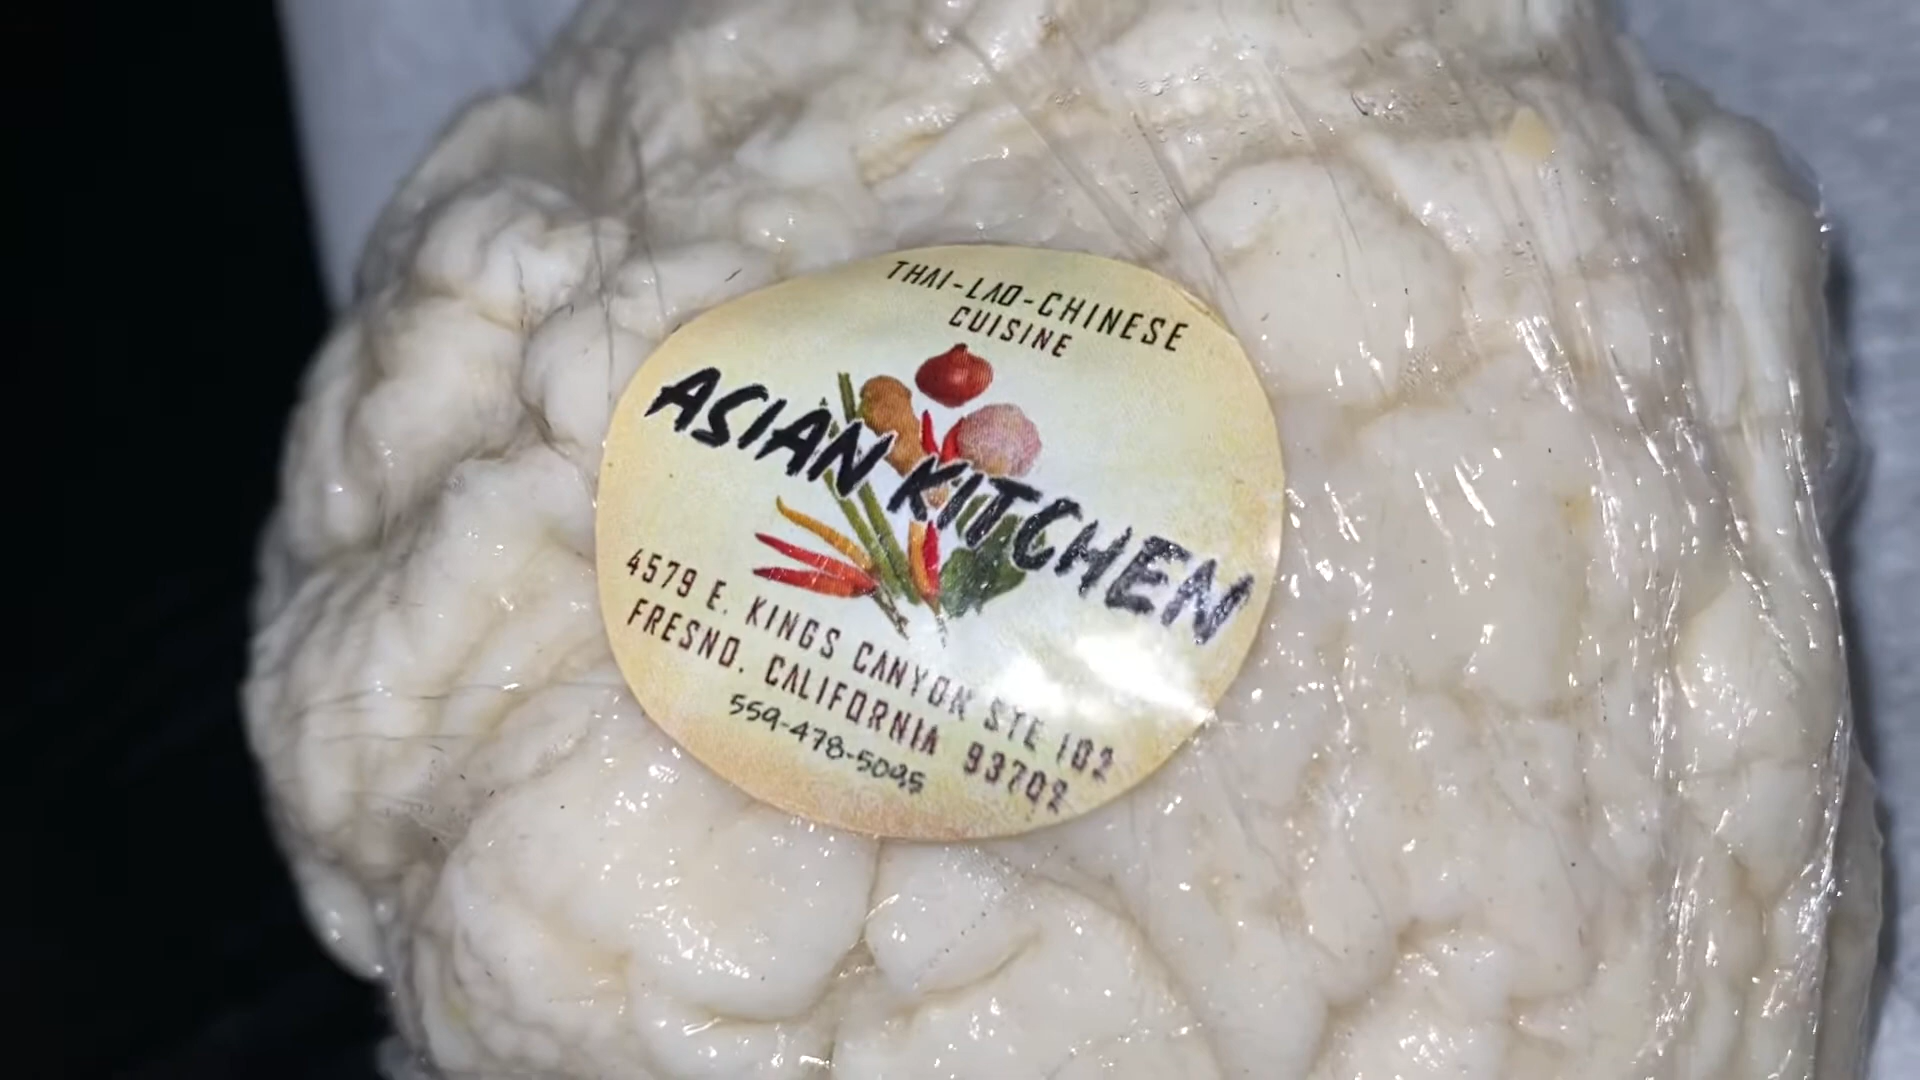 THAI-LAO-CHINESE
CUISINE
ASIAN KITCHEN
4579 E. KINGS CANYON STE 102
FRESNO. CALIFORNIA 93702
559-478-5095